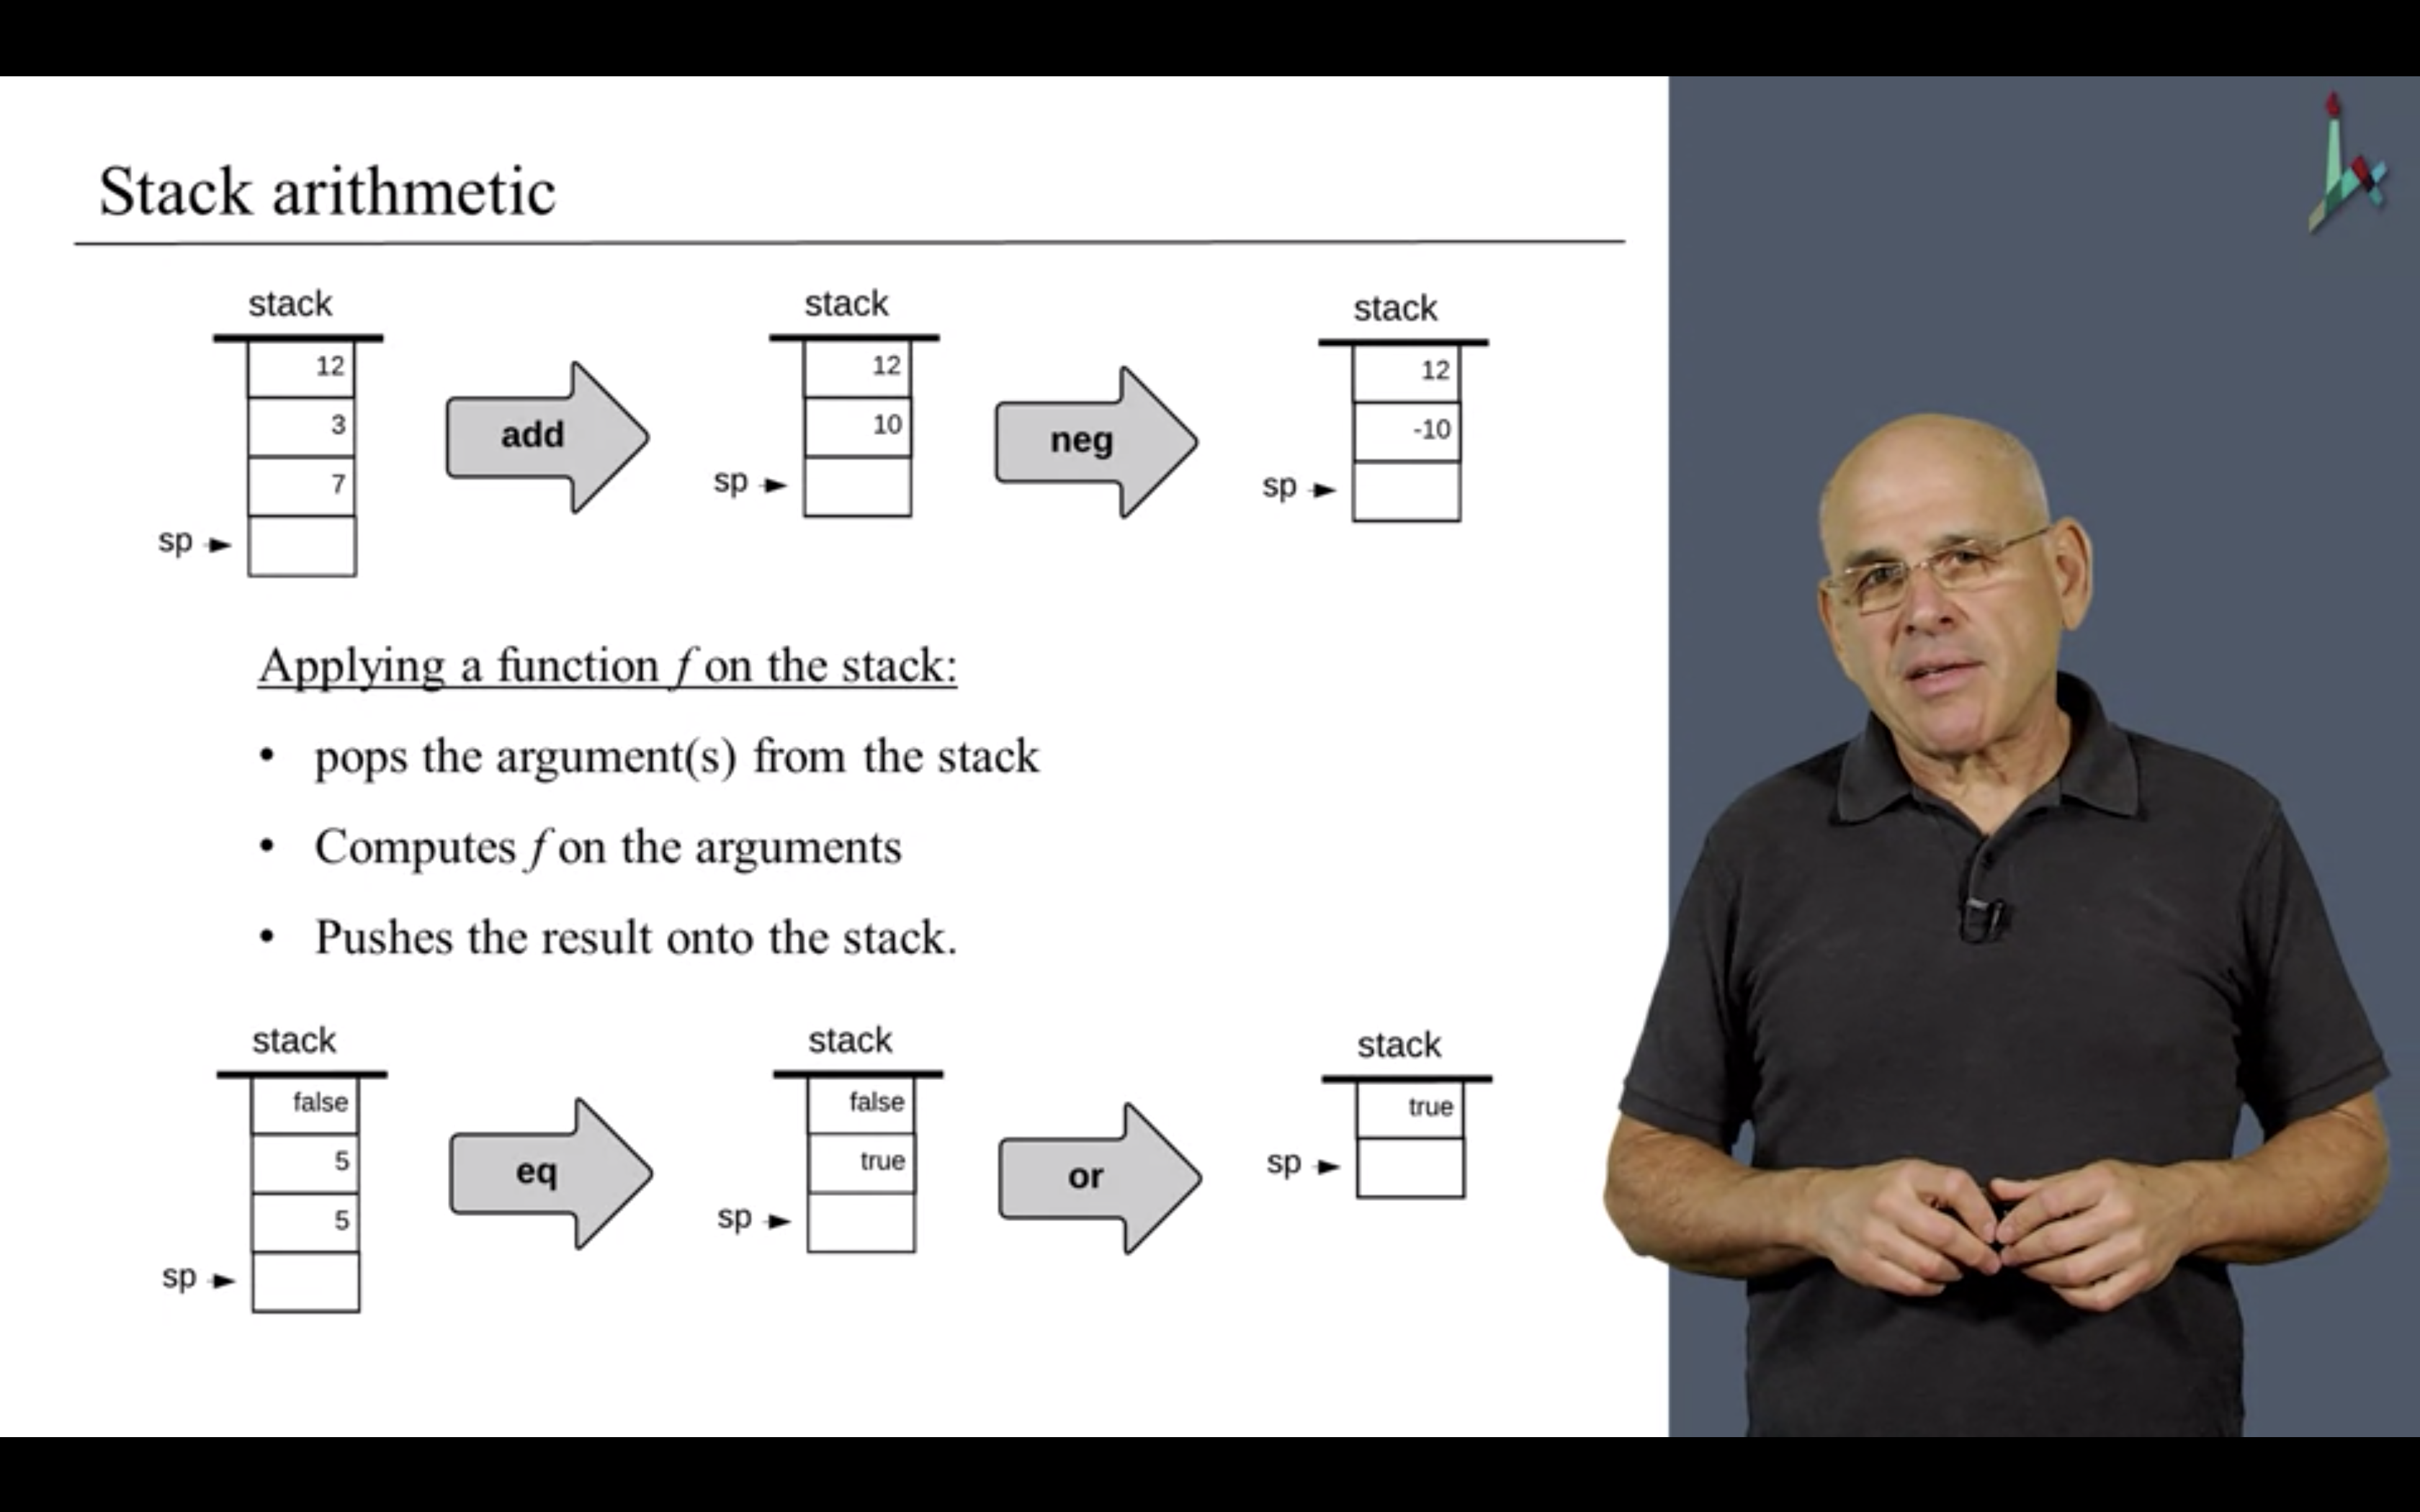 Stack arithmetic
stack
12
3
7
sp
add
stack
12
10
sp
neg
stack
12
-10
sp
Applying a function f on the stack:
• pops the argument(s) from the stack
• Computes f on the arguments
• Pushes the result onto the stack.
stack
false
5
5
sp
eq
stack
false
true
sp
or
stack
true
sp